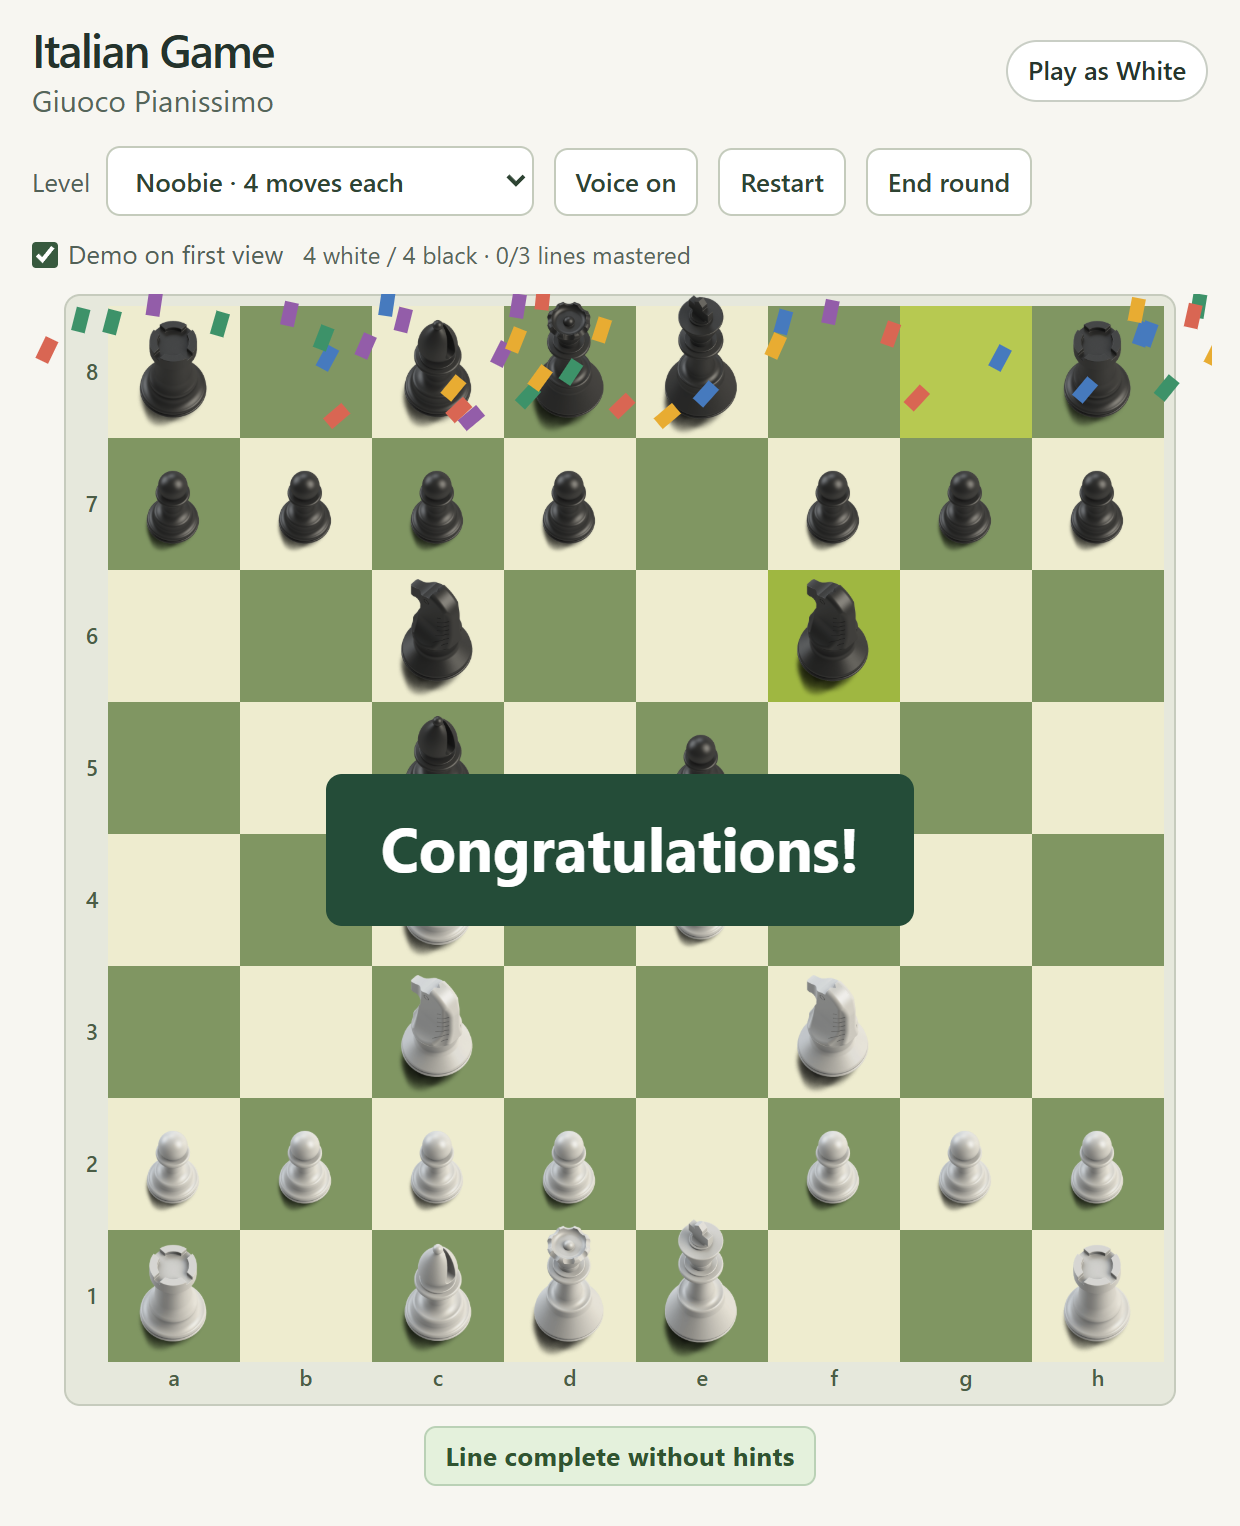 Italian Game
Giuoco Pianissimo
Play as White
Level
Noobie · 4 moves each
Voice on
Restart
End round
Demo on first view
4 white / 4 black · 0/3 lines mastered
8
7
6
5
4
3
2
1
Congratulations!
a b c d e f g h
Line complete without hints